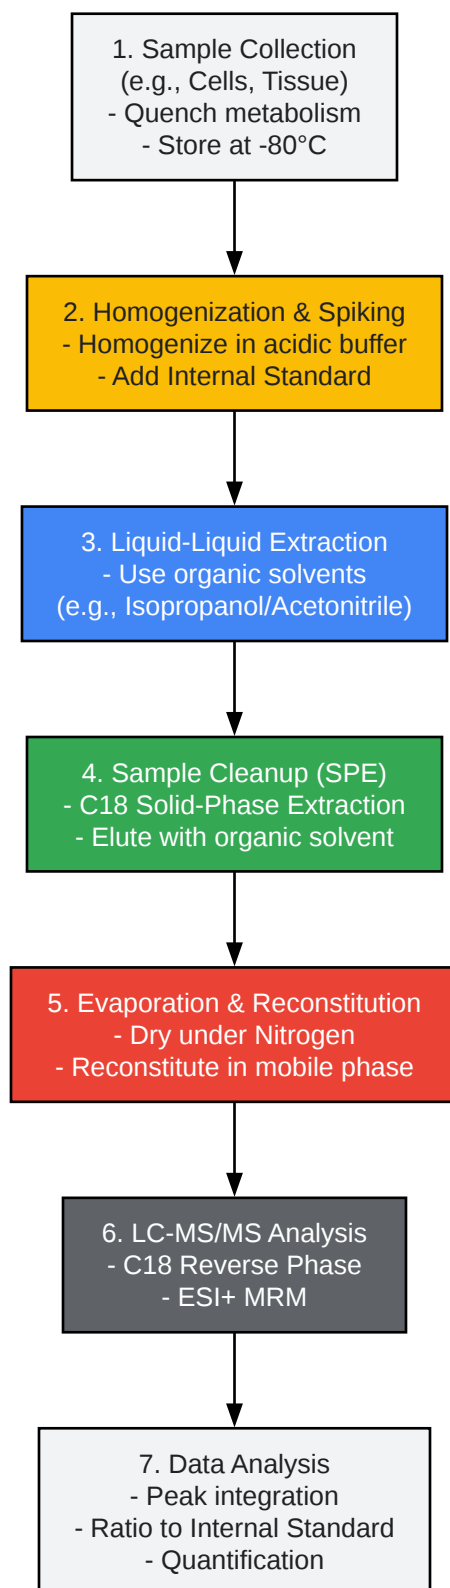 1. Sample Collection
(e.g., Cells, Tissue)
- Quench metabolism
- Store at -80°C
2. Homogenization & Spiking
- Homogenize in acidic buffer
- Add Internal Standard
3. Liquid-Liquid Extraction
- Use organic solvents
(e.g., Isopropanol/Acetonitrile)
4. Sample Cleanup (SPE)
- C18 Solid-Phase Extraction
- Elute with organic solvent
5. Evaporation & Reconstitution
- Dry under Nitrogen
- Reconstitute in mobile phase
6. LC-MS/MS Analysis
- C18 Reverse Phase
- ESI+ MRM
7. Data Analysis
- Peak integration
- Ratio to Internal Standard
- Quantification